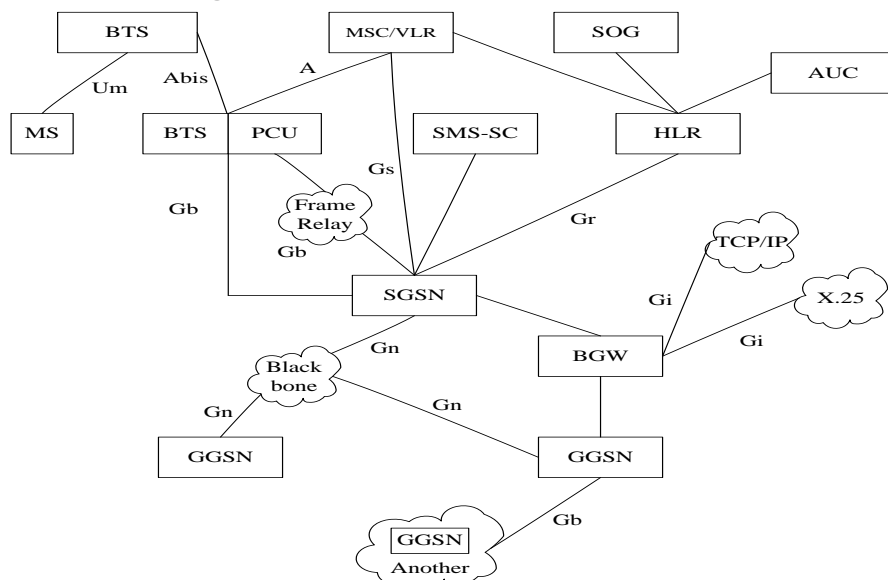 BTS
MSC/VLR
SOG
AUC
Um
Abis
A
MS
BTS
PCU
SMS-SC
HLR
Gs
Gb
Frame
Relay
Gb
Gr
TCP/IP
SGSN
Gi
X.25
Gi
Gn
BGW
Black
bone
Gn
Gn
GGSN
GGSN
Gb
GGSN
Another